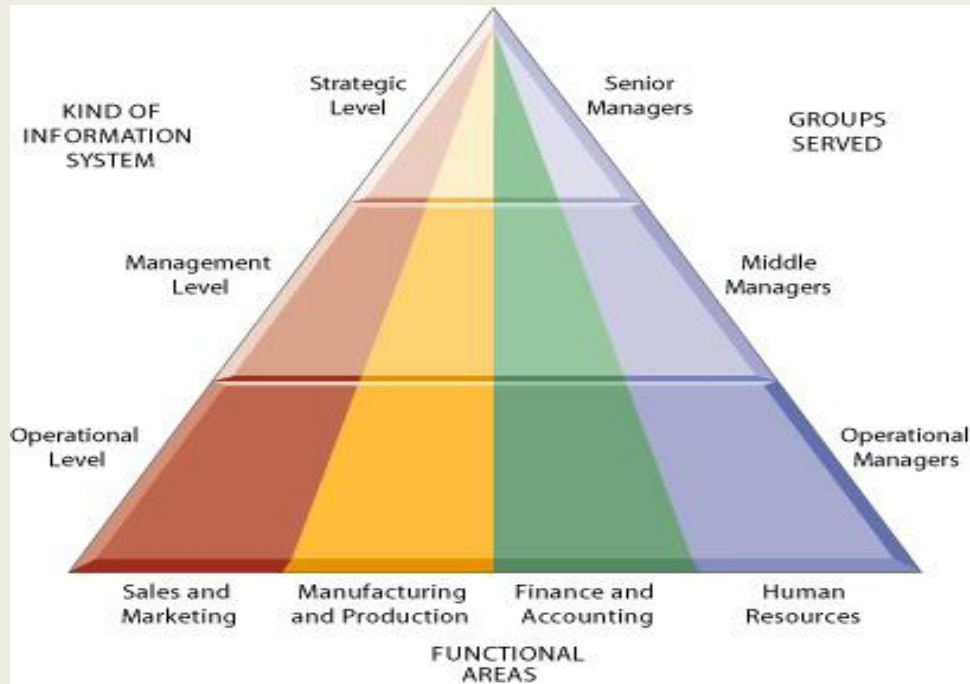 Strategic
Level
Senior
Managers
KIND OF
INFORMATION
SYSTEM
GROUPS
SERVED
Management
Level
Middle
Managers
Operational
Level
Operational
Managers
Sales and
Marketing
Manufacturing
and Production
Finance and
Accounting
Human
Resources
FUNCTIONAL
AREAS